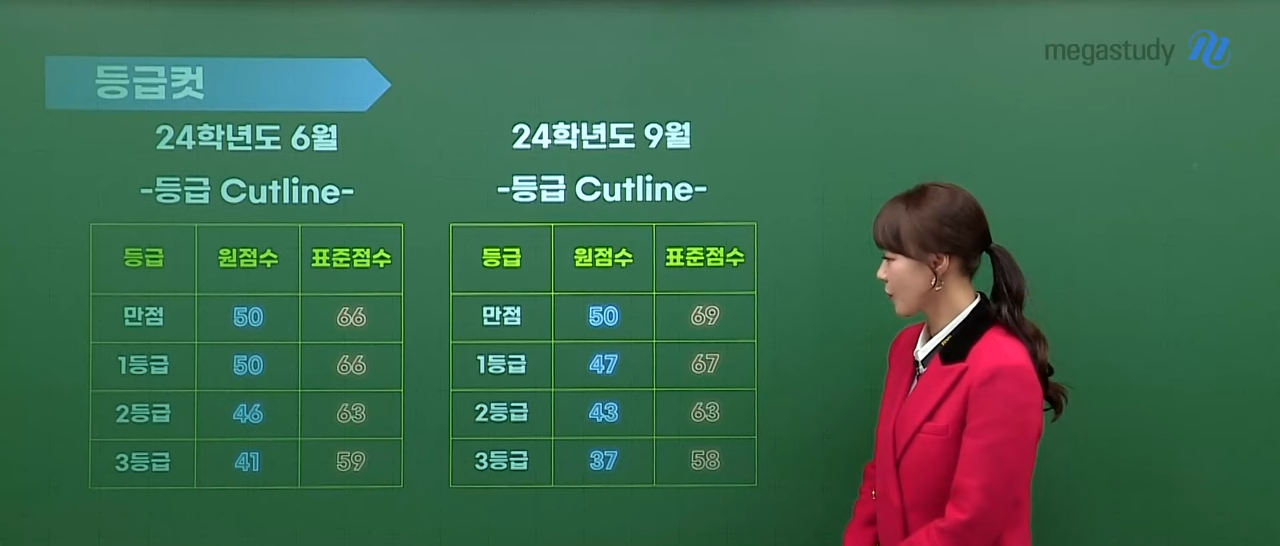 megastudy
등급컷
24학년도 6월
-등급 Cutline-
등급 원점수 표준점수
만점 50 66
1등급 50 66
2등급 46 63
3등급 41 59
24학년도 9월
-등급 Cutline-
등급 원점수 표준점수
만점 50 69
1등급 47 67
2등급 43 63
3등급 37 58